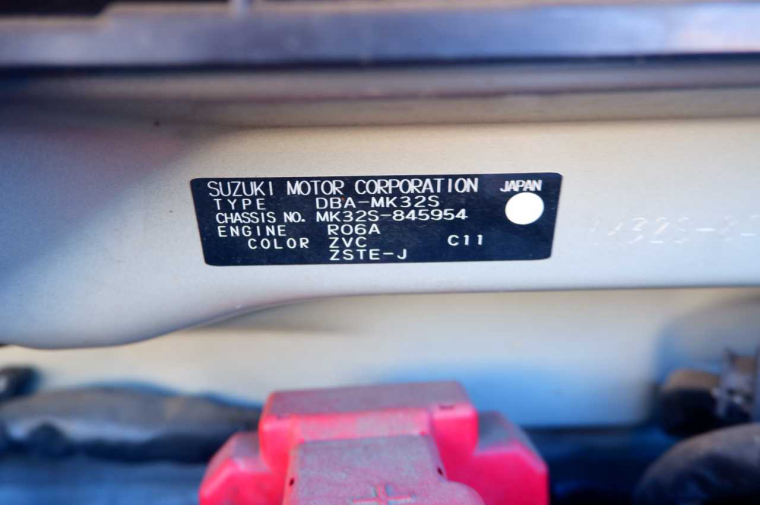 SUZUKI MOTOR CORPORATION JAPAN
TYPE DBA-MK32S
CHASSIS NO. MK32S-845954
ENGINE R06A
COLOR ZVC C11
ZSTE-J
+